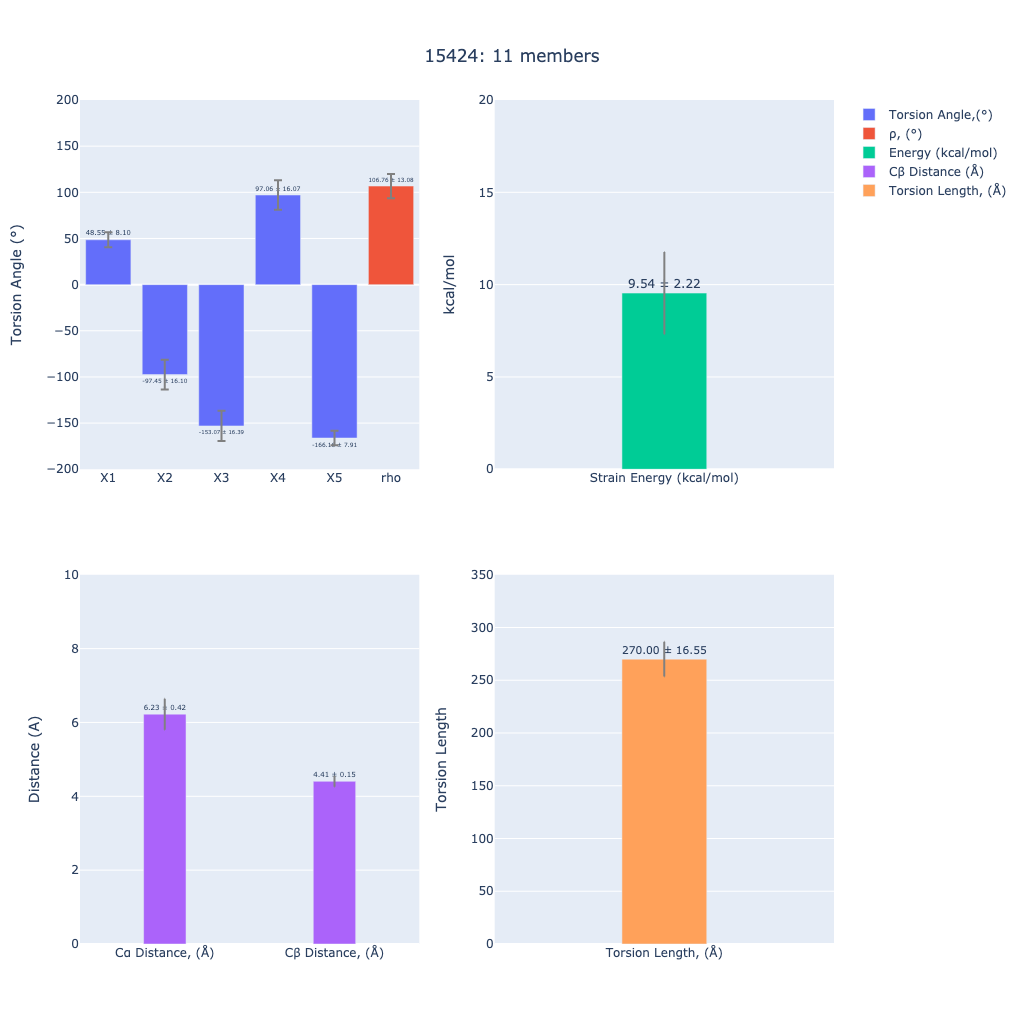 15424: 11 members
Torsion Angle (°)
200
150
100
50
0
−50
−100
−150
−200
48.55 ± 8.10
-97.45 ± 16.10
-153.07 ± 16.39
97.06 ± 16.07
± 7.91
106.76 ± 13.08
X1
X2
X3
X4
X5
rho
kcal/mol
20
15
10
5
0
9.54 ± 2.22
Strain Energy (kcal/mol)
Torsion Angle,(°)
ρ, (°)
Energy (kcal/mol)
Cβ Distance (Å)
Torsion Length, (Å)
Distance (A)
10
8
6
4
2
0
6.23 ± 0.42
4.41 ± 0.15
Cα Distance, (Å)
Cβ Distance, (Å)
Torsion Length
350
300
250
200
150
100
50
0
270.00 ± 16.55
Torsion Length, (Å)